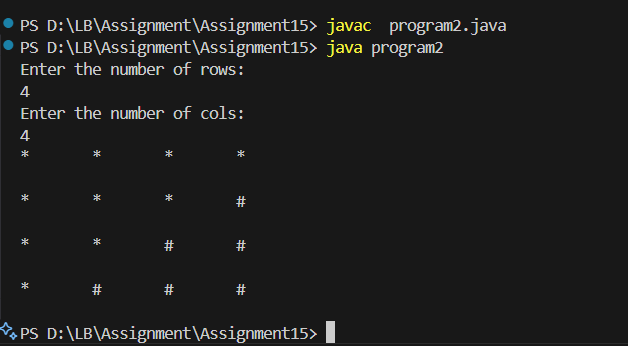 PS D:\LB\Assignment\Assignment15> javac  program2.java
PS D:\LB\Assignment\Assignment15> java program2
Enter the number of rows:
4
Enter the number of cols:
4
*       *       *       *
*       *       *       #
*       *       #       #
*       #       #       #
PS D:\LB\Assignment\Assignment15>